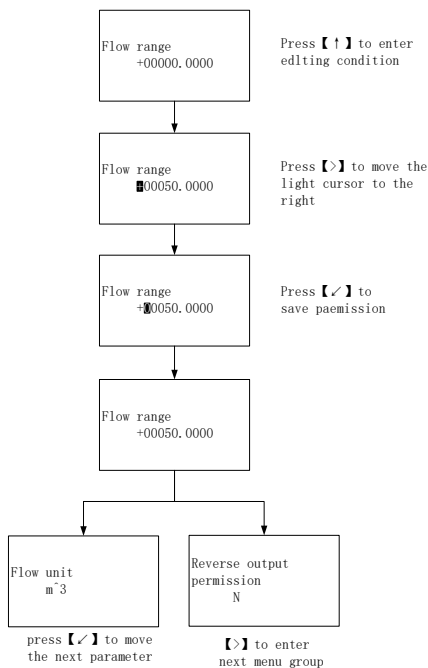 Flow range
+00000.0000
Press【↑】to enter
edlting condition
Flow range
+00050.0000
Press【>】to move the
light cursor to the
right
Flow range
+00050.0000
Press【↙】to
save paemission
Flow range
+00050.0000
Flow unit
m^3
Reverse output
permission
N
press【↙】to move
the next parameter
【>】to enter
next menu group